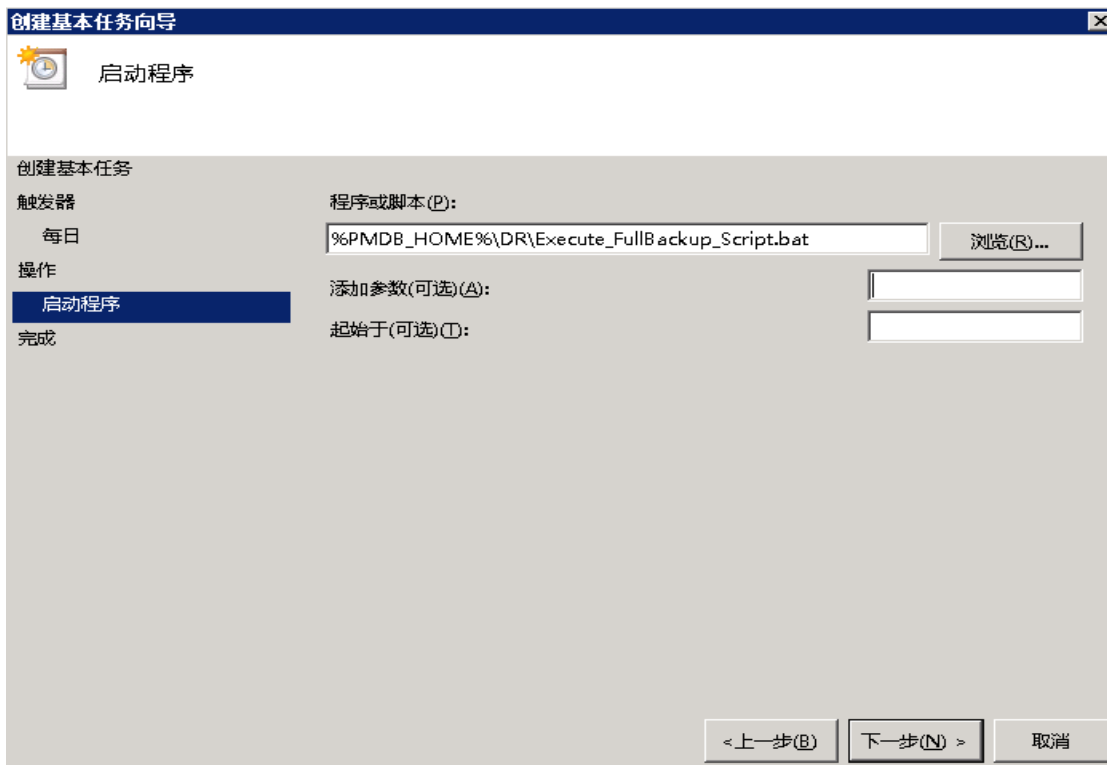 创建基本任务向导
启动程序
创建基本任务
触发器
每日
操作
启动程序
完成
程序或脚本(P):
%PMDB_HOME%\DR\Execute_FullBackup_Script.bat
浏览(R)...
添加参数(可选)(A):
起始于(可选)(T):
<上一步(B)
下一步(N) >
取消